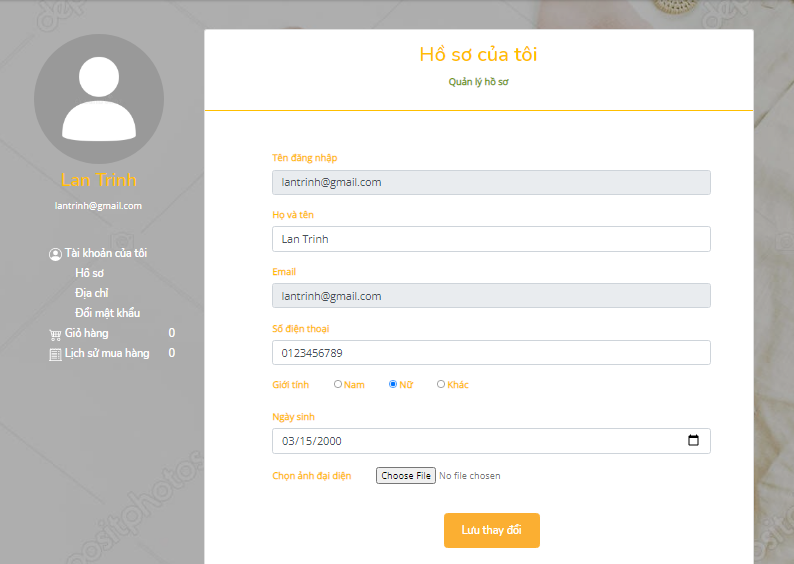 Lan Trinh
lantrinh@gmail.com
Tài khoản của tôi
Hồ sơ
Địa chỉ
Đổi mật khẩu
Giỏ hàng 0
Lịch sử mua hàng 0
Hồ sơ của tôi
Quản lý hồ sơ
Tên đăng nhập
lantrinh@gmail.com
Họ và tên
Lan Trinh
Email
lantrinh@gmail.com
Số điện thoại
0123456789
Giới tính Nam Nữ Khác
Ngày sinh
03/15/2000
Chọn ảnh đại diện Choose File No file chosen
Lưu thay đổi
depositphotos